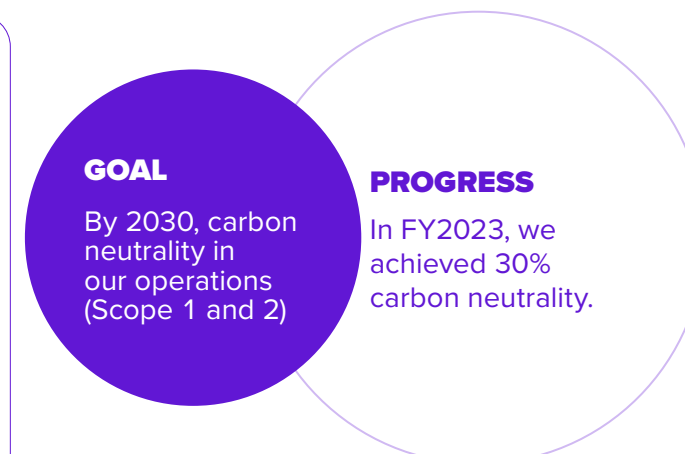 GOAL
By 2030, carbon
neutrality in
our operations
(Scope 1 and 2)
PROGRESS
In FY2023, we
achieved 30%
carbon neutrality.